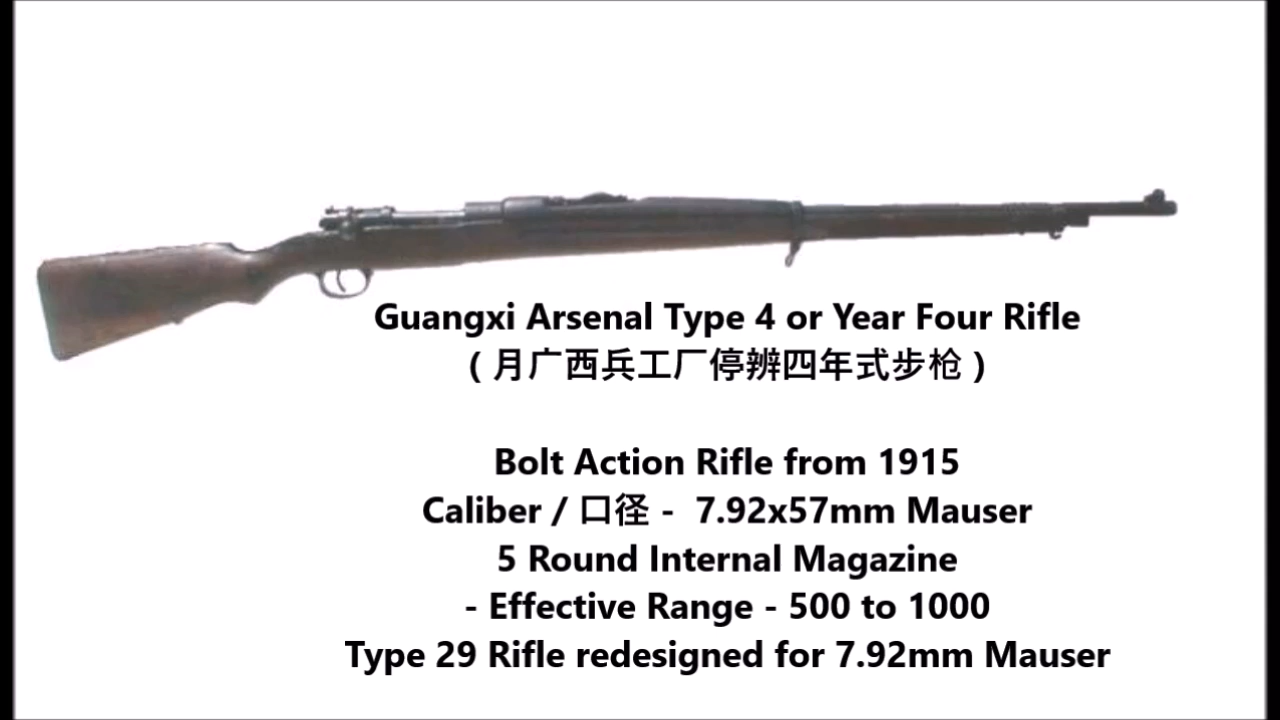 Guangxi Arsenal Type 4 or Year Four Rifle
( 月广西兵工厂停辨四年式步枪 )
Bolt Action Rifle from 1915
Caliber / 口径 - 7.92x57mm Mauser
5 Round Internal Magazine
- Effective Range - 500 to 1000
Type 29 Rifle redesigned for 7.92mm Mauser